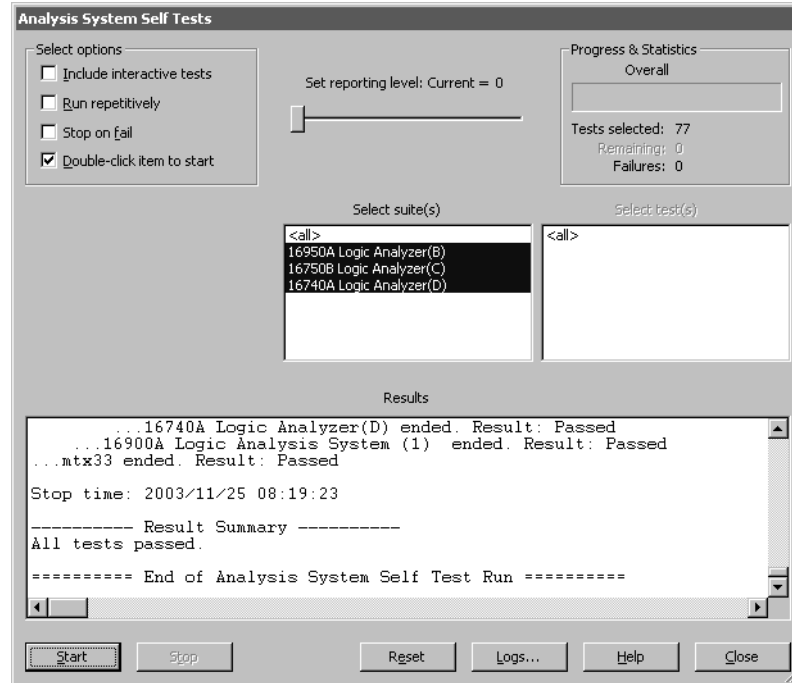 Analysis System Self Tests
Select options
Include interactive tests
Run repetitively
Stop on fail
Double-click item to start
Set reporting level: Current = 0
Progress & Statistics
Overall
Tests selected: 77
Remaining: 0
Failures: 0
Select suite(s)
<all>
16950A Logic Analyzer(B)
16750B Logic Analyzer(C)
16740A Logic Analyzer(D)
Select test(s)
<all>
Results
...16740A Logic Analyzer(D) ended. Result: Passed
...16900A Logic Analysis System (1)  ended. Result: Passed
...mtx33 ended. Result: Passed
Stop time: 2003/11/25 08:19:23
---------- Result Summary ----------
All tests passed.
========== End of Analysis System Self Test Run ==========
Start
Stop
Reset
Logs...
Help
Close